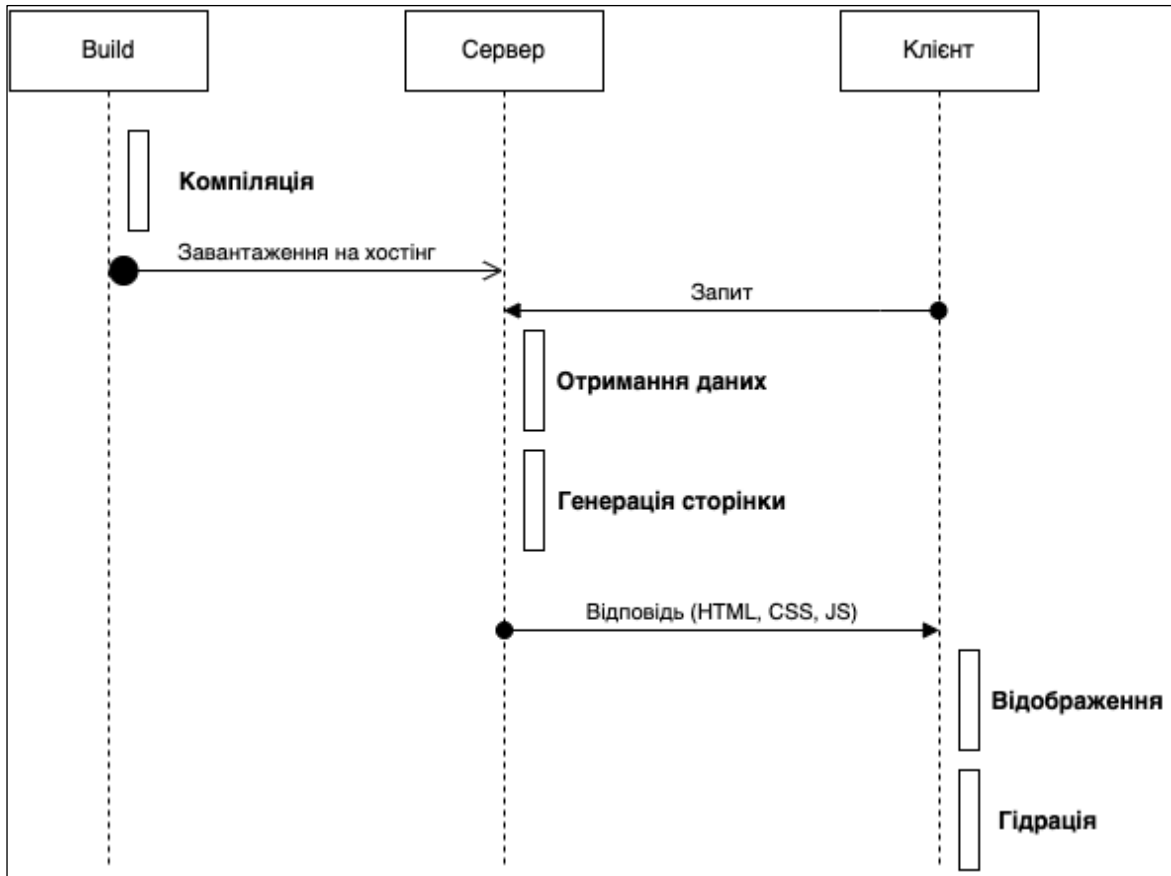 Build
Сервер
Клієнт
Компіляція
Завантаження на хостінг
Запит
Отримання даних
Генерація сторінки
Відповідь (HTML, CSS, JS)
Відображення
Гідрація